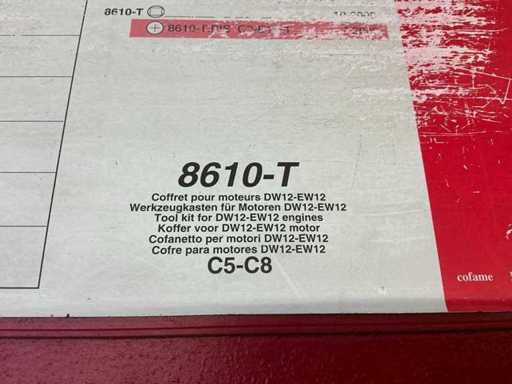 8610-T
8610-T
8610-T
Coffret pour moteurs DW12-EW12
Werkzeugkasten für Motoren DW12-EW12
Tool kit for DW12-EW12 engines
Koffer voor DW12-EW12 motor
Cofanetto per motori DW12-EW12
Cofre para motores DW12-EW12
C5-C8
cofame